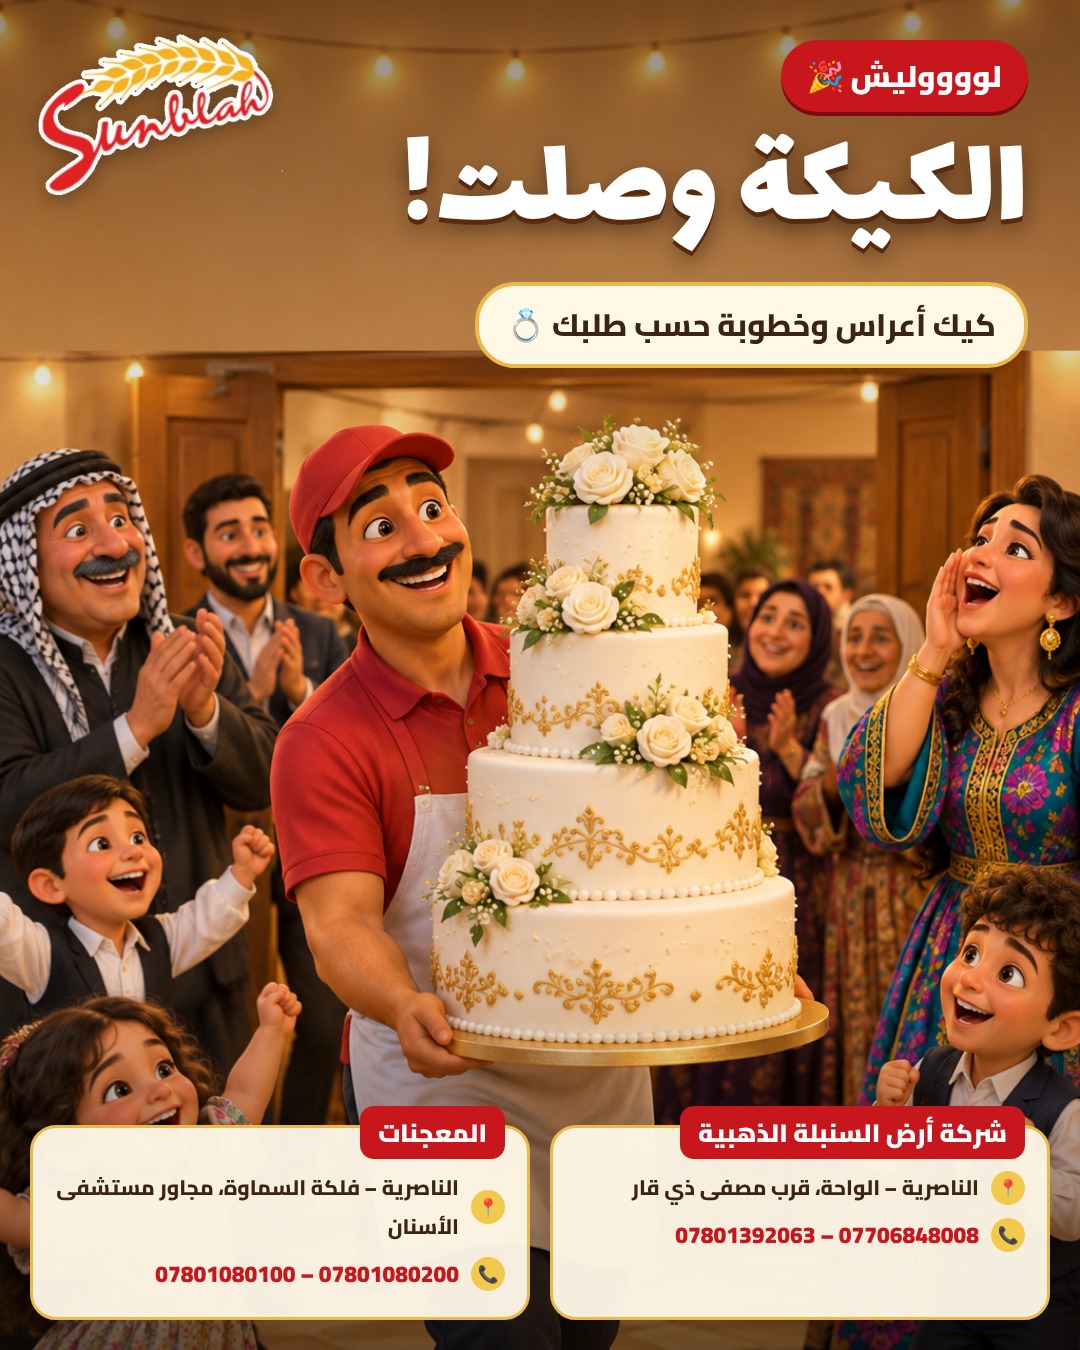 Sunblah
لووووليش 🎉
الكيكة وصلت!
كيك أعراس وخطوبة حسب طلبك 💍
شركة أرض السنبلة الذهبية
الناصرية – الواحة، قرب مصفى ذي قار
07801392063 – 07706848008
المعجنات
الناصرية – فلكة السماوة، مجاور مستشفى
الأسنان
07801080100 – 07801080200